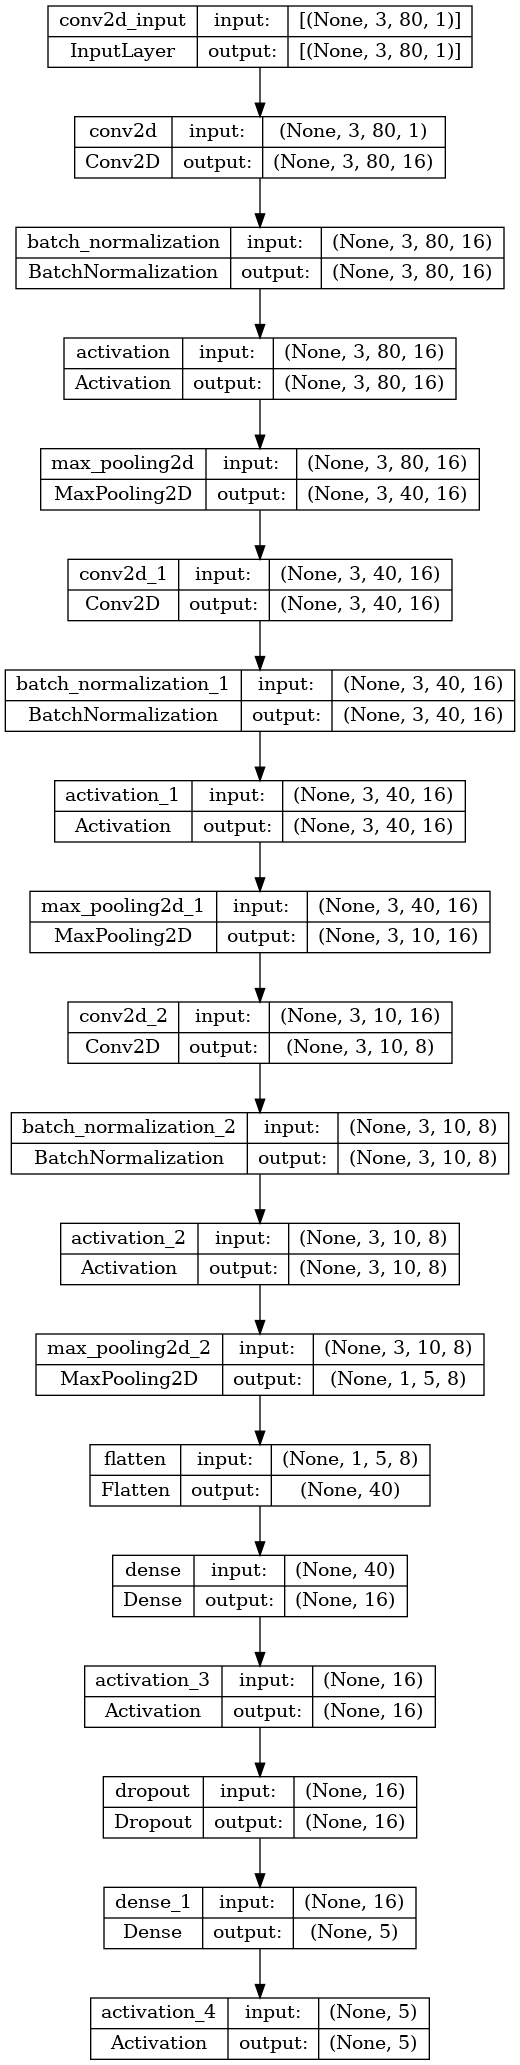 conv2d_input input: [(None, 3, 80, 1)]
InputLayer output: [(None, 3, 80, 1)]
conv2d input: (None, 3, 80, 1)
Conv2D output: (None, 3, 80, 16)
batch_normalization input: (None, 3, 80, 16)
BatchNormalization output: (None, 3, 80, 16)
activation input: (None, 3, 80, 16)
Activation output: (None, 3, 80, 16)
max_pooling2d input: (None, 3, 80, 16)
MaxPooling2D output: (None, 3, 40, 16)
conv2d_1 input: (None, 3, 40, 16)
Conv2D output: (None, 3, 40, 16)
batch_normalization_1 input: (None, 3, 40, 16)
BatchNormalization output: (None, 3, 40, 16)
activation_1 input: (None, 3, 40, 16)
Activation output: (None, 3, 40, 16)
max_pooling2d_1 input: (None, 3, 40, 16)
MaxPooling2D output: (None, 3, 10, 16)
conv2d_2 input: (None, 3, 10, 16)
Conv2D output: (None, 3, 10, 8)
batch_normalization_2 input: (None, 3, 10, 8)
BatchNormalization output: (None, 3, 10, 8)
activation_2 input: (None, 3, 10, 8)
Activation output: (None, 3, 10, 8)
max_pooling2d_2 input: (None, 3, 10, 8)
MaxPooling2D output: (None, 1, 5, 8)
flatten input: (None, 1, 5, 8)
Flatten output: (None, 40)
dense input: (None, 40)
Dense output: (None, 16)
activation_3 input: (None, 16)
Activation output: (None, 16)
dropout input: (None, 16)
Dropout output: (None, 16)
dense_1 input: (None, 16)
Dense output: (None, 5)
activation_4 input: (None, 5)
Activation output: (None, 5)